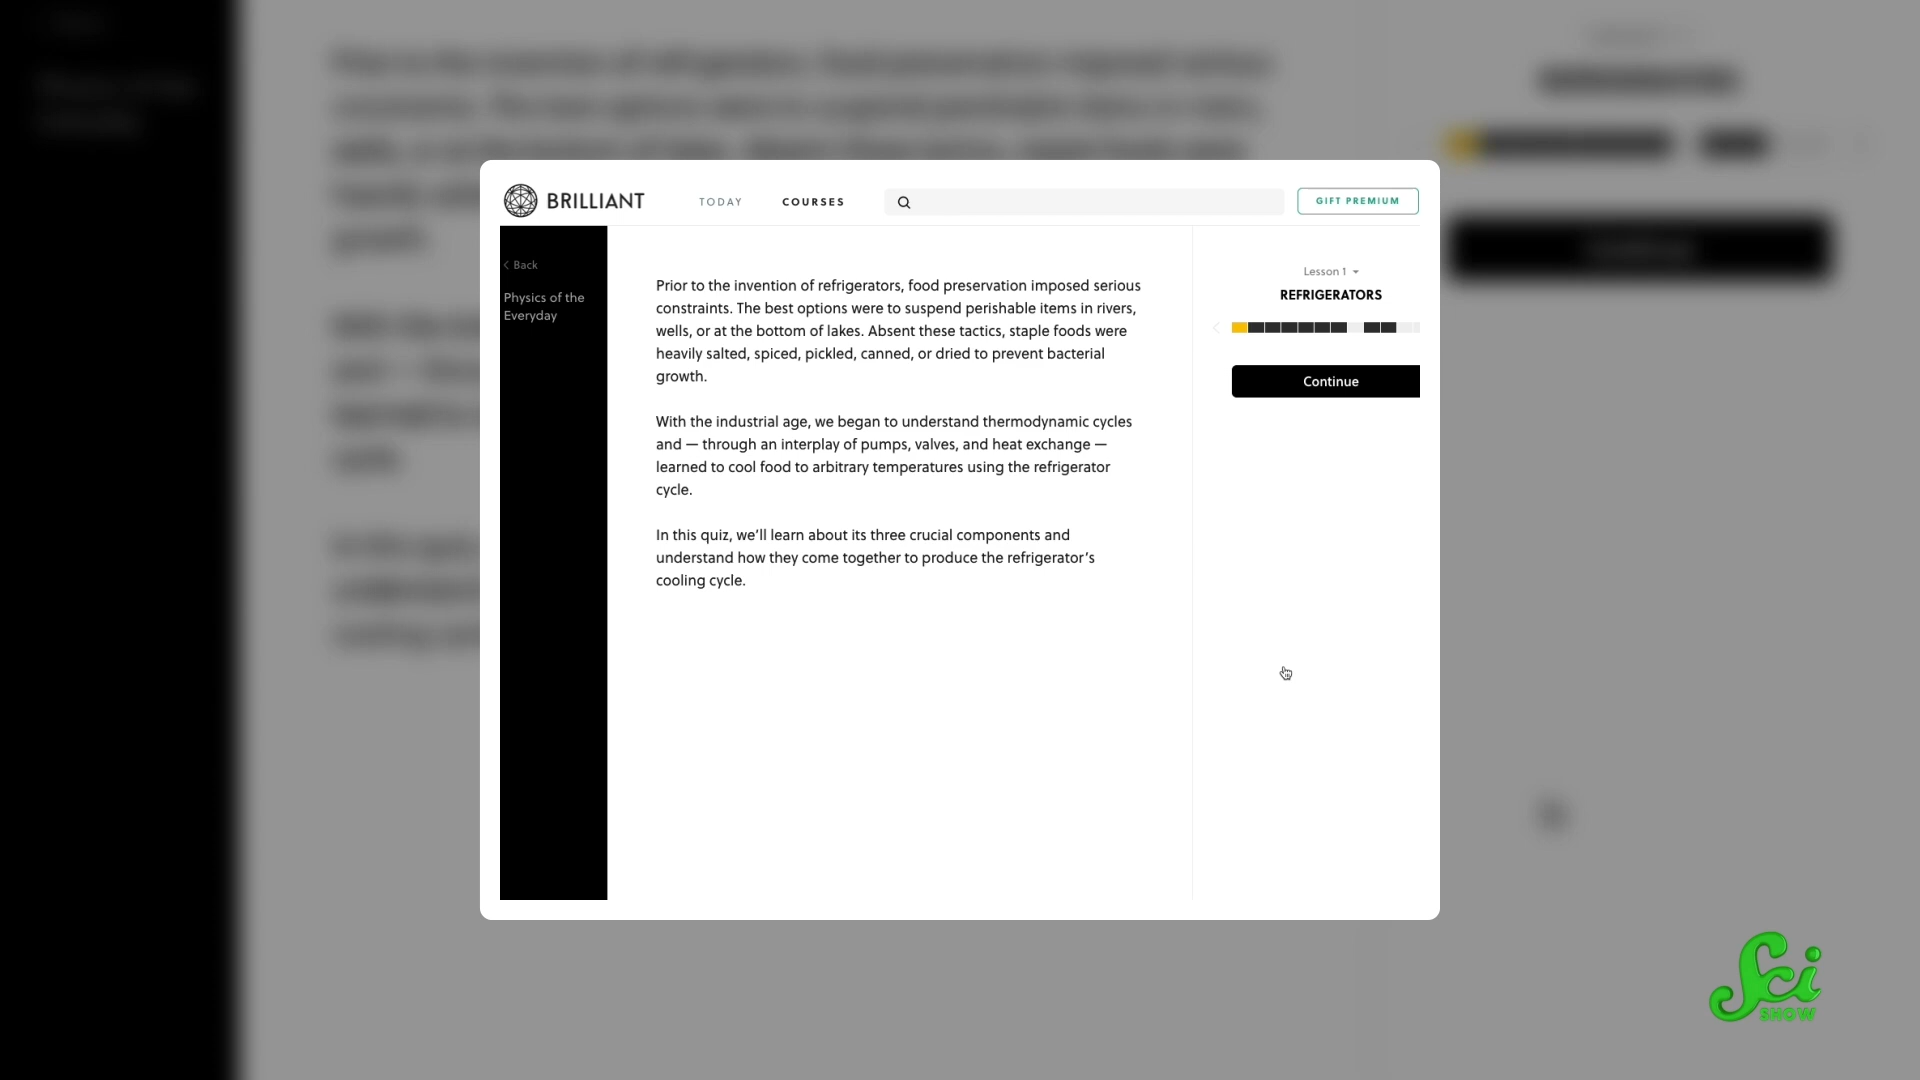 BRILLIANT
TODAY
COURSES
GIFT PREMIUM
Back
Physics of the
Everyday
Prior to the invention of refrigerators, food preservation imposed serious
constraints. The best options were to suspend perishable items in rivers,
wells, or at the bottom of lakes. Absent these tactics, staple foods were
heavily salted, spiced, pickled, canned, or dried to prevent bacterial
growth.
With the industrial age, we began to understand thermodynamic cycles
and — through an interplay of pumps, valves, and heat exchange —
learned to cool food to arbitrary temperatures using the refrigerator
cycle.
In this quiz, we’ll learn about its three crucial components and
understand how they come together to produce the refrigerator’s
cooling cycle.
Lesson 1
REFRIGERATORS
Continue
Sci
SHOW